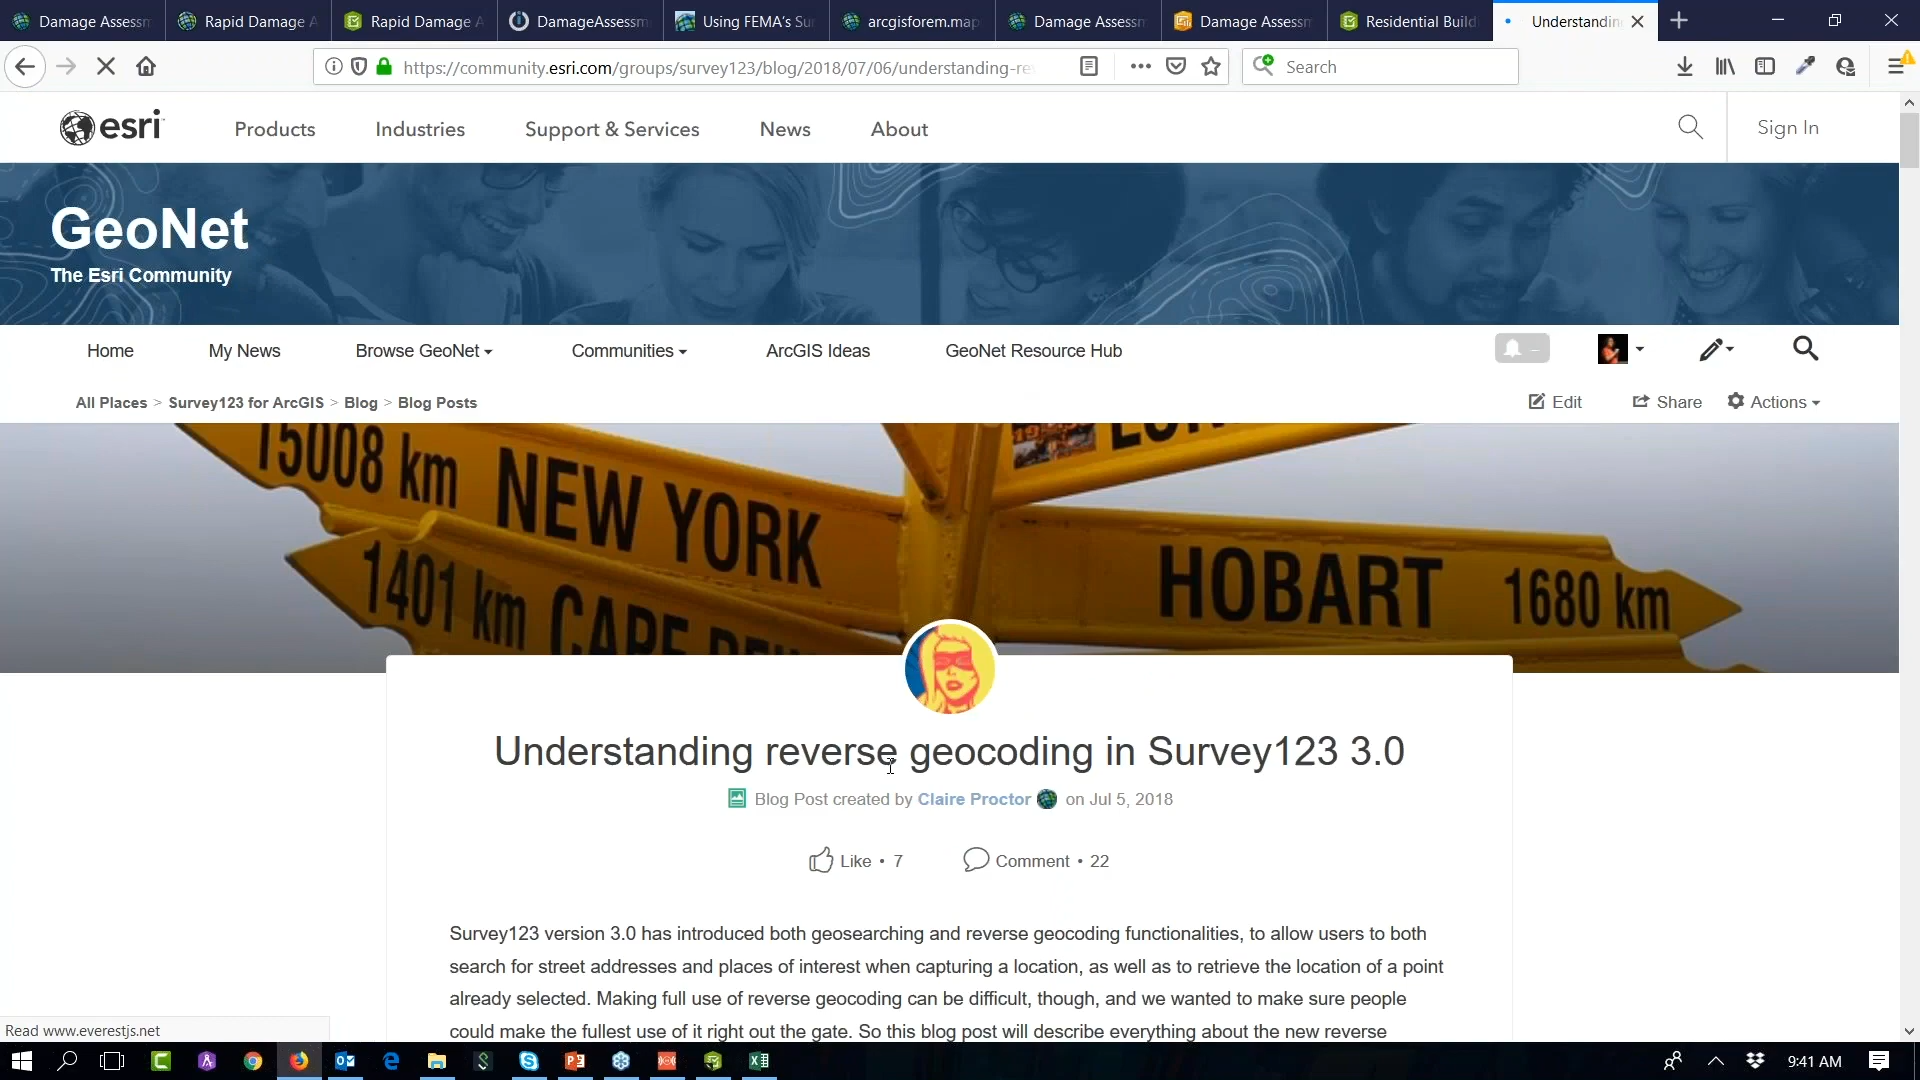 Damage Assessm
Rapid Damage A
Rapid Damage A
DamageAssessm
Using FEMA's Su
arcgisforem.map
Damage Assessm
Damage Assessm
Residential Build
Understandin
https://community.esri.com/groups/survey123/blog/2018/07/06/understanding-re
Search
esri
Products
Industries
Support & Services
News
About
Sign In
GeoNet
The Esri Community
Home
My News
Browse GeoNet
Communities
ArcGIS Ideas
GeoNet Resource Hub
All Places > Survey123 for ArcGIS > Blog > Blog Posts
Edit
Share
Actions
15008 km NEW YORK
1401 km
HOBART 1680 km
Understanding reverse geocoding in Survey123 3.0
Blog Post created by Claire Proctor on Jul 5, 2018
Like • 7
Comment • 22
Survey123 version 3.0 has introduced both geosearching and reverse geocoding functionalities, to allow users to both
search for street addresses and places of interest when capturing a location, as well as to retrieve the location of a point
already selected. Making full use of reverse geocoding can be difficult, though, and we wanted to make sure people
could make the fullest use of it right out the gate. So this blog post will describe everything about the new reverse
Read www.everestjs.net
9:41 AM